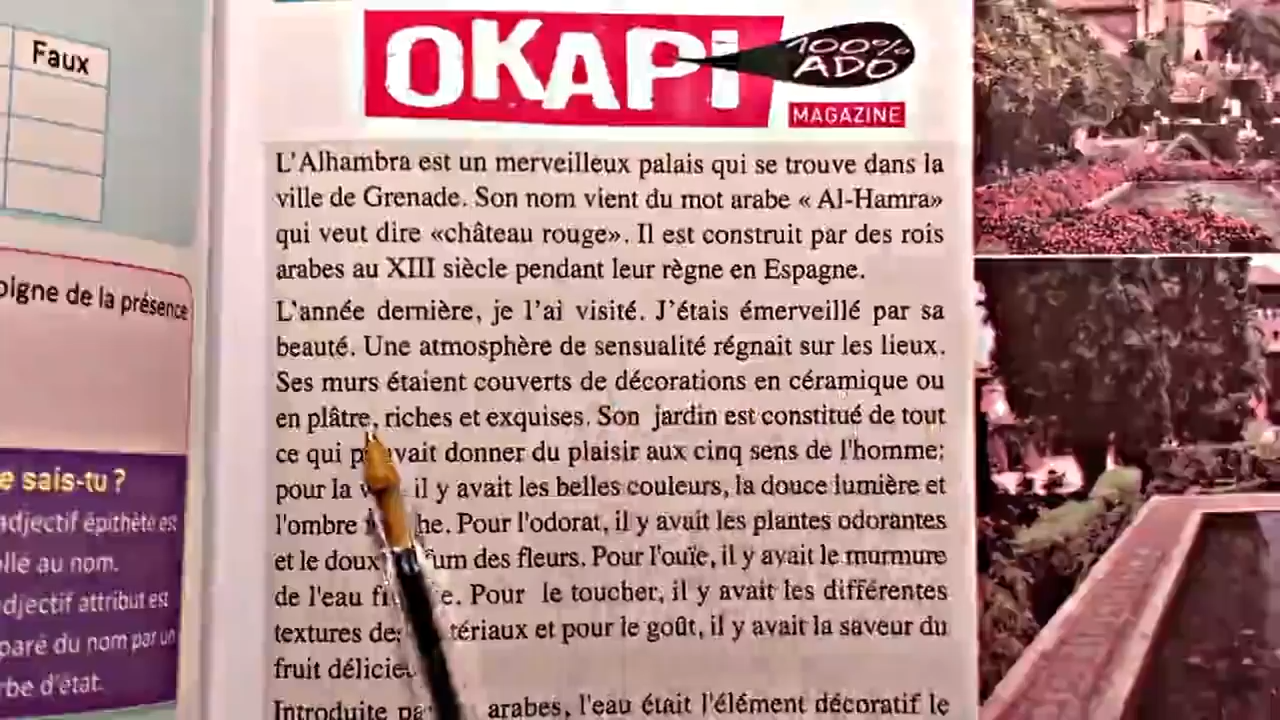 Faux
oigne de la présence
e sais-tu ?
adjectif épithète es
llé au nom.
djectif attribut est
paré du nom par un
rbe d'état.
OKAPI
100%
ADO
MAGAZINE
L'Alhambra est un merveilleux palais qui se trouve dans la
ville de Grenade. Son nom vient du mot arabe « Al-Hamra»
qui veut dire «château rouge». Il est construit par des rois
arabes au XIII siècle pendant leur règne en Espagne.
L'année dernière, je l'ai visité. J'étais émerveillé par sa
beauté. Une atmosphère de sensualité régnait sur les lieux.
Ses murs étaient couverts de décorations en céramique ou
en plâtre, riches et exquises. Son jardin est constitué de tout
ce qui p vait donner du plaisir aux cinq sens de l'homme;
pour la v il y avait les belles couleurs, la douce lumière et
l'ombre he. Pour l'odorat, il y avait les plantes odorantes
et le doux fum des fleurs. Pour l'ouïe, il y avait le murmure
de l'eau f e. Pour le toucher, il y avait les différentes
textures de tériaux et pour le goût, il y avait la saveur du
fruit délicie
Introduite pa arabes, l'eau était l'élément décoratif le